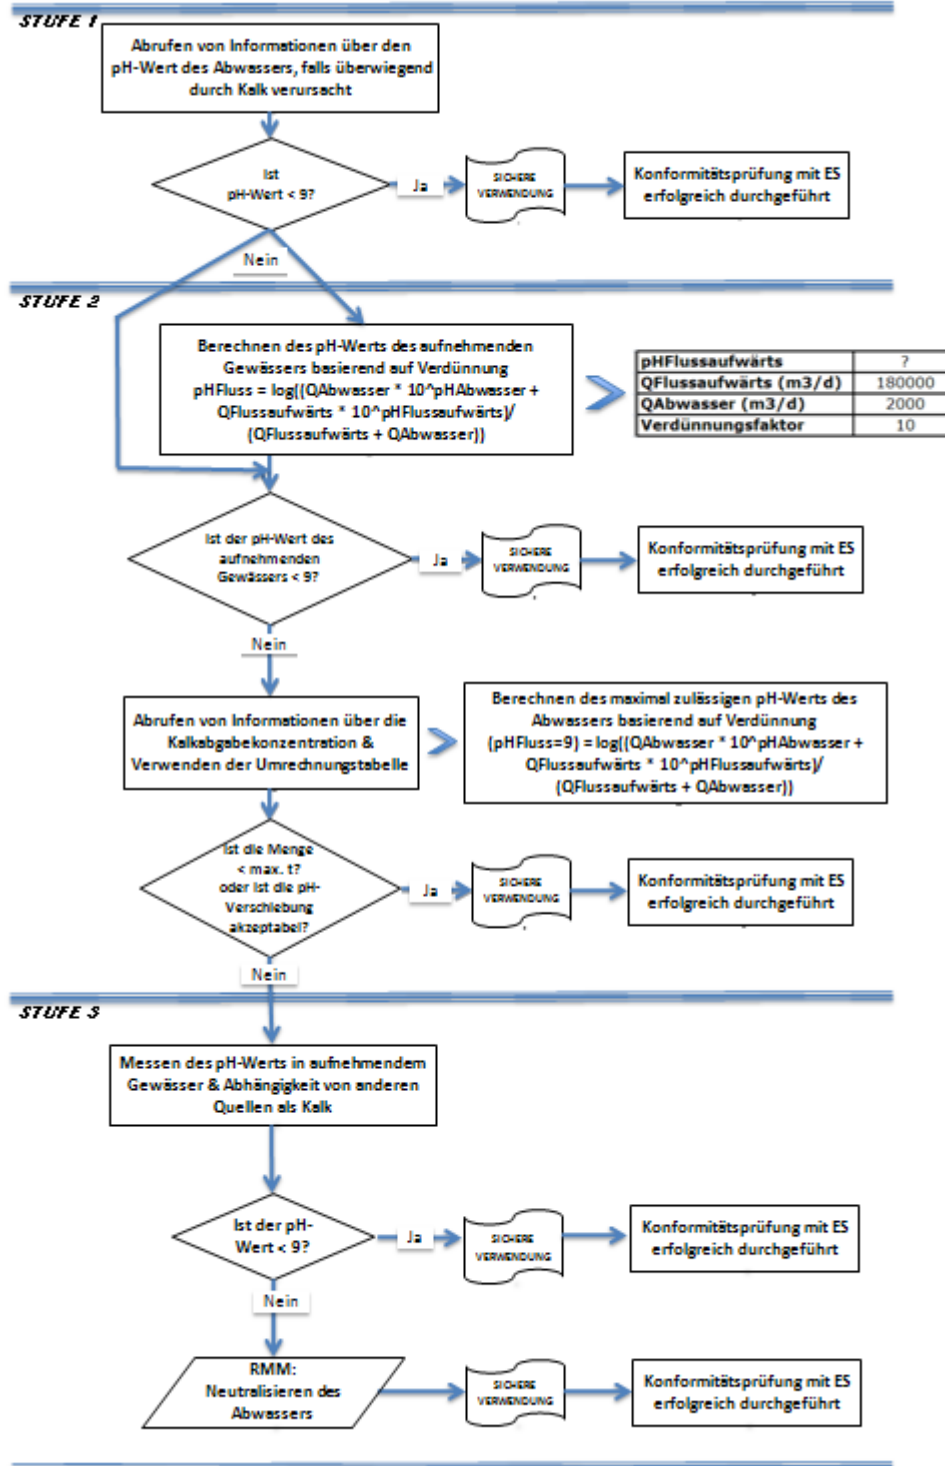 STUFE 1
Abrufen von Informationen über den
pH-Wert des Abwassers, falls überwiegend
durch Kalk verursacht
Ist
pH-Wert < 9?
Ja
SICHERE
VERWENDUNG
Konformitätsprüfung mit ES
erfolgreich durchgeführt
Nein
STUFE 2
Berechnen des pH-Werts des aufnehmenden
Gewässers basierend auf Verdünnung
pHFluss = log((QAbwasser * 10^pHAbwasser +
QFlussaufwärts * 10^pHFlussaufwärts)/
(QFlussaufwärts + QAbwasser))
pHFlussaufwärts ?
QFlussaufwärts (m3/d) 180000
QAbwasser (m3/d) 2000
Verdünnungsfaktor 10
Ist der pH-Wert des
aufnehmenden
Gewässers < 9?
Ja
SICHERE
VERWENDUNG
Konformitätsprüfung mit ES
erfolgreich durchgeführt
Nein
Abrufen von Informationen über die
Kalkabgabekonzentration &
Verwenden der Umrechnungstabelle
Berechnen des maximal zulässigen pH-Werts des
Abwassers basierend auf Verdünnung
(pHFluss=9) = log((QAbwasser * 10^pHAbwasser +
QFlussaufwärts * 10^pHFlussaufwärts)/
(QFlussaufwärts + QAbwasser))
Ist die Menge
< max. t?
oder ist die pH-
Verschiebung
akzeptabel?
Ja
SICHERE
VERWENDUNG
Konformitätsprüfung mit ES
erfolgreich durchgeführt
Nein
STUFE 3
Messen des pH-Werts in aufnehmendem
Gewässer & Abhängigkeit von anderen
Quellen als Kalk
Ist der pH-
Wert < 9?
Ja
SICHERE
VERWENDUNG
Konformitätsprüfung mit ES
erfolgreich durchgeführt
Nein
RMM:
Neutralisieren des
Abwassers
SICHERE
VERWENDUNG
Konformitätsprüfung mit ES
erfolgreich durchgeführt